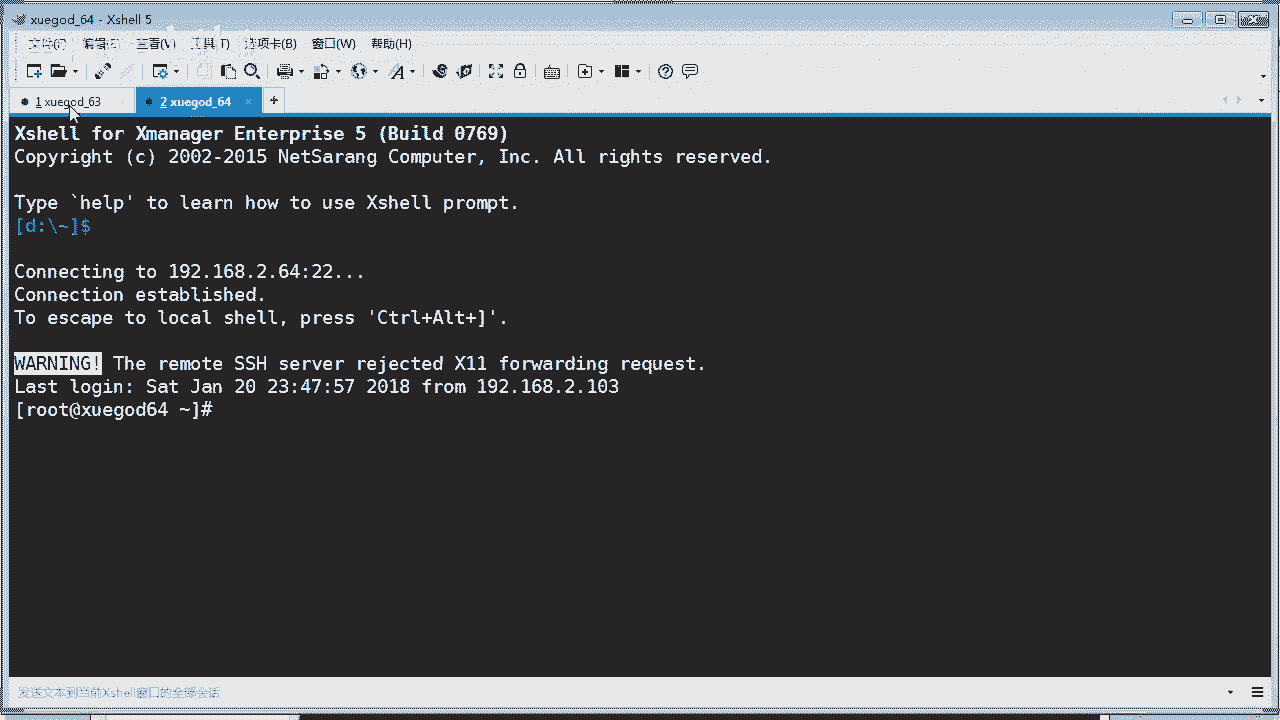 xuegod_64 - Xshell 5
文件(F) 编辑(E) 查看(V) 工具(T) 选项卡(B) 窗口(W) 帮助(H)
1 xuegod_63 2 xuegod_64
Xshell for Xmanager Enterprise 5 (Build 0769)
Copyright (c) 2002-2015 NetSarang Computer, Inc. All rights reserved.
Type `help' to learn how to use Xshell prompt.
[d:\~]$
Connecting to 192.168.2.64:22...
Connection established.
To escape to local shell, press 'Ctrl+Alt+]'.
WARNING! The remote SSH server rejected X11 forwarding request.
Last login: Sat Jan 20 23:47:57 2018 from 192.168.2.103
[root@xuegod64 ~]#
发送文本到当前Xshell窗口的全部会话